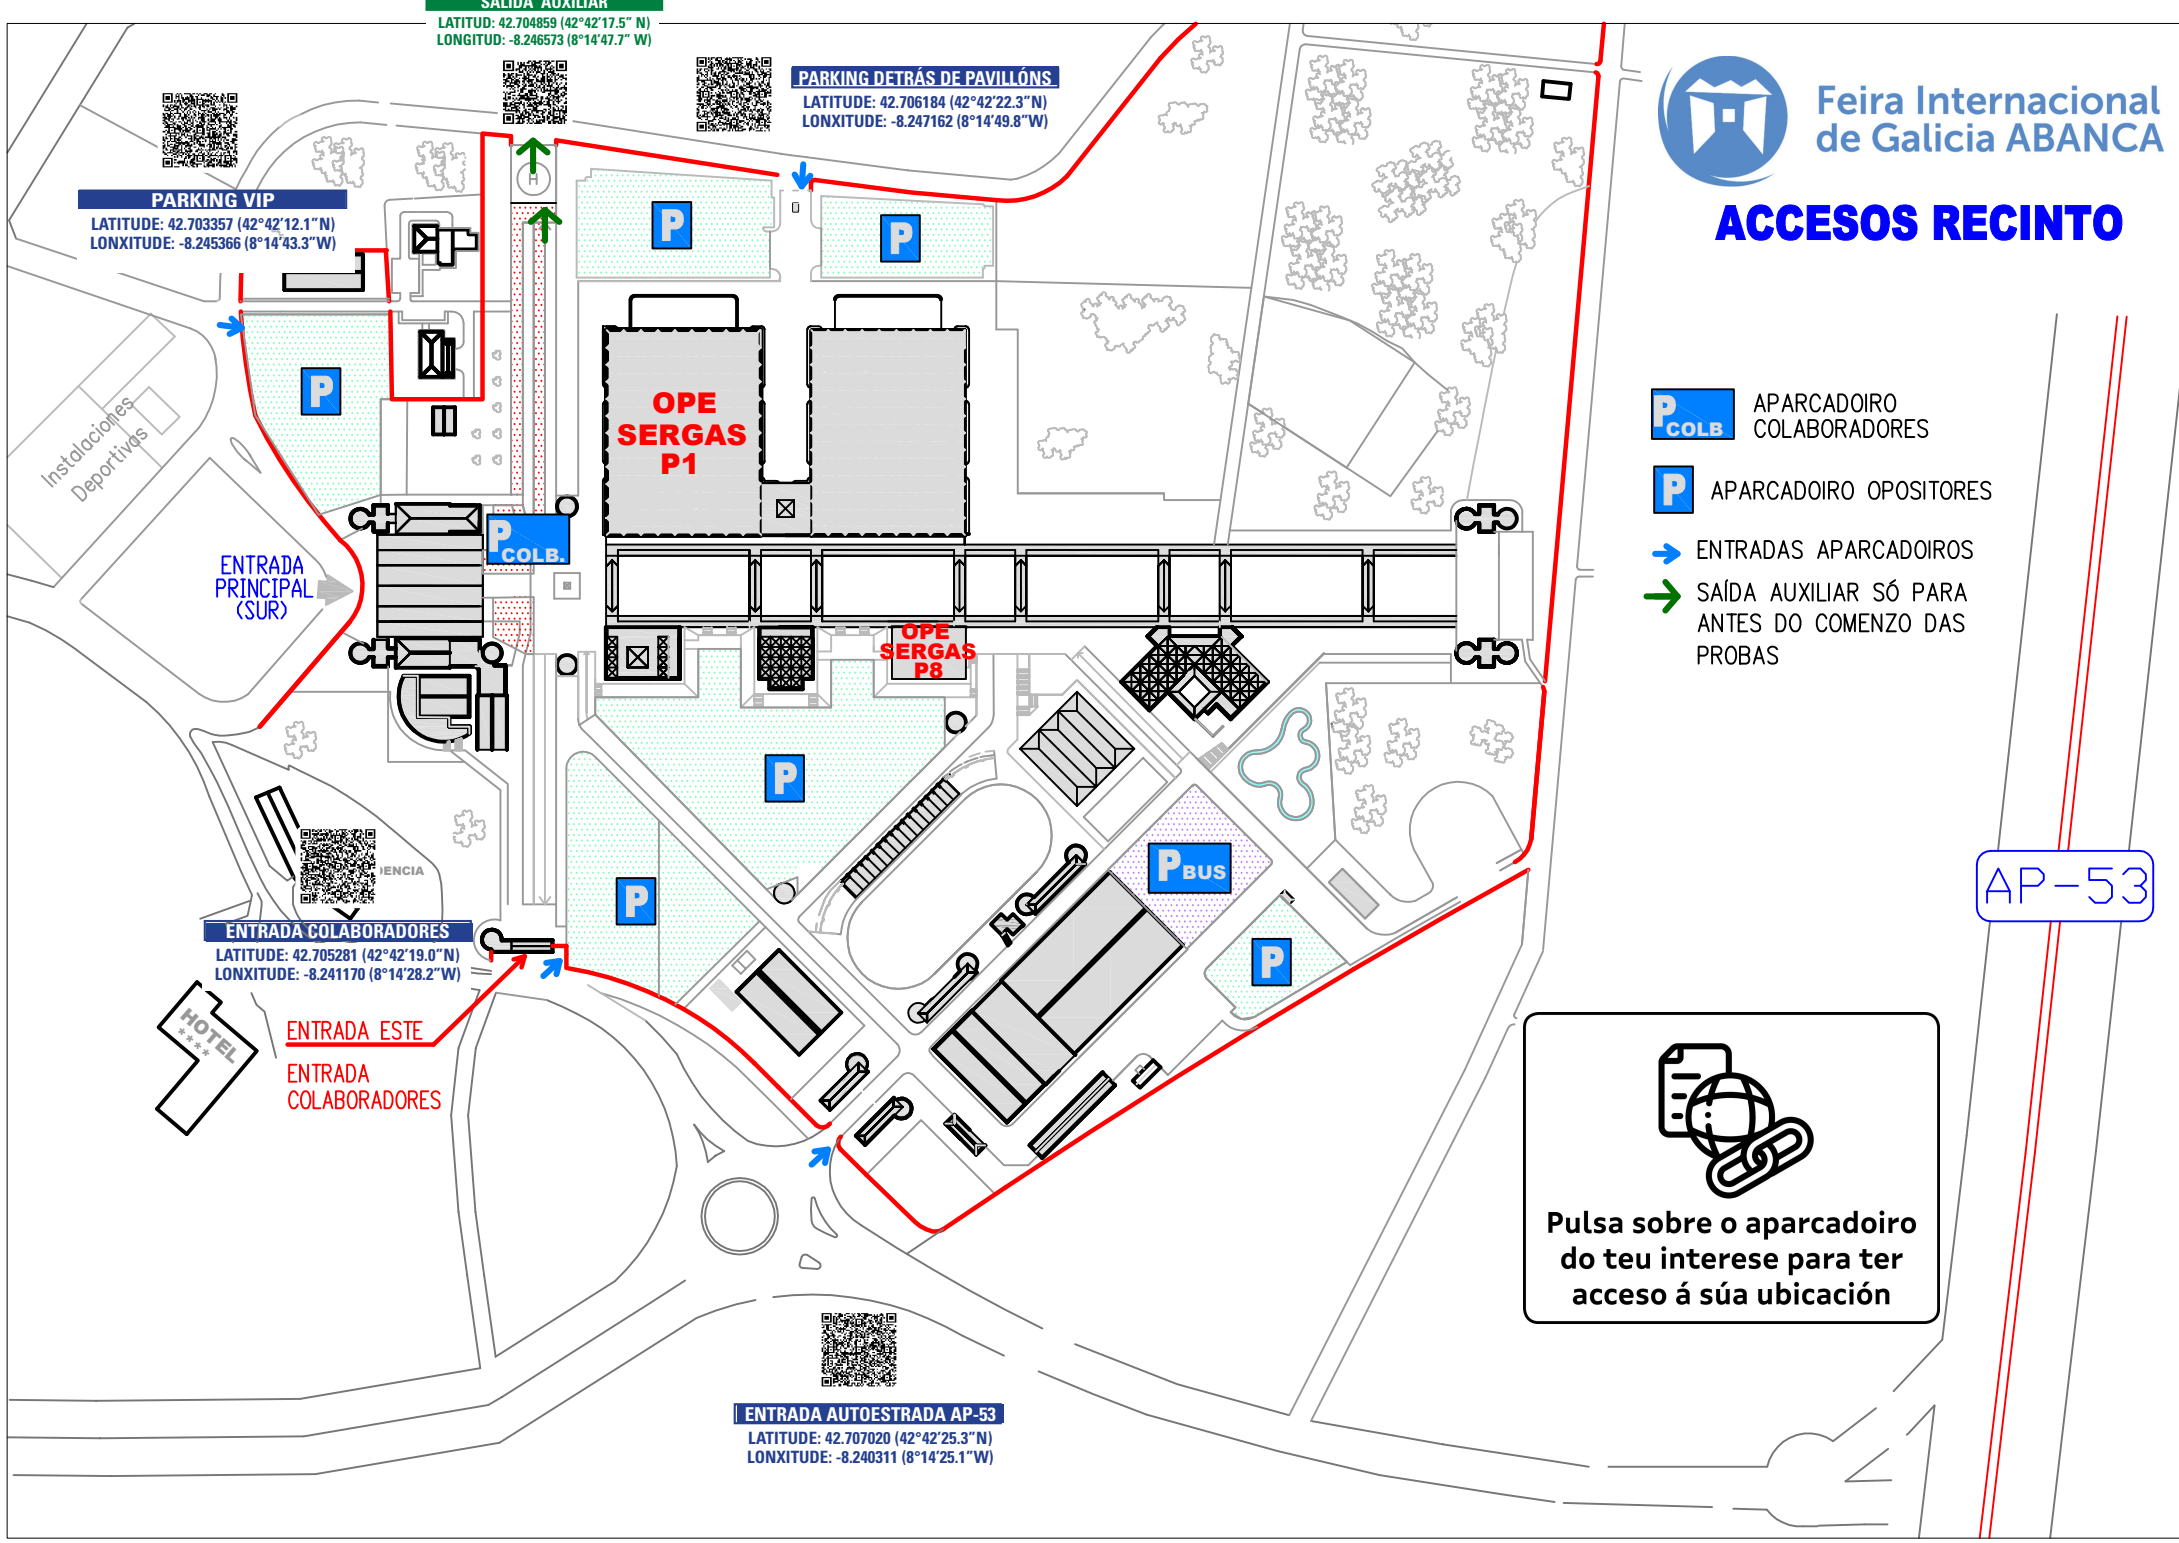 SALIDA AUXILIAR
LATITUD: 42.704859 (42°42'17.5" N)
LONGITUD: -8.246573 (8°14'47.7" W)
PARKING DETRÁS DE PAVILLÓNS
LATITUDE: 42.706184 (42°42'22.3"N)
LONXITUDE: -8.247162 (8°14'49.8"W)
PARKING VIP
LATITUDE: 42.703357 (42°42'12.1"N)
LONXITUDE: -8.245366 (8°14'43.3"W)
Feira Internacional
de Galicia ABANCA
ACCESOS RECINTO
H
P
P
P
Instalaciones
Deportivas
OPE
SERGAS
P1
P
COLB
APARCADOIRO
COLABORADORES
P
APARCADOIRO OPOSITORES
ENTRADAS APARCADOIROS
SAÍDA AUXILIAR SÓ PARA
ANTES DO COMENZO DAS
PROBAS
ENTRADA
PRINCIPAL
(SUR)
P
COLB.
OPE
SERGAS
P8
P
P
P BUS
P
DENCIA
AP-53
ENTRADA COLABORADORES
LATITUDE: 42.705281 (42°42'19.0"N)
LONXITUDE: -8.241170 (8°14'28.2"W)
HOTEL
****
ENTRADA ESTE
ENTRADA
COLABORADORES
Pulsa sobre o aparcadoiro
do teu interese para ter
acceso á súa ubicación
ENTRADA AUTOESTRADA AP-53
LATITUDE: 42.707020 (42°42'25.3"N)
LONXITUDE: -8.240311 (8°14'25.1"W)